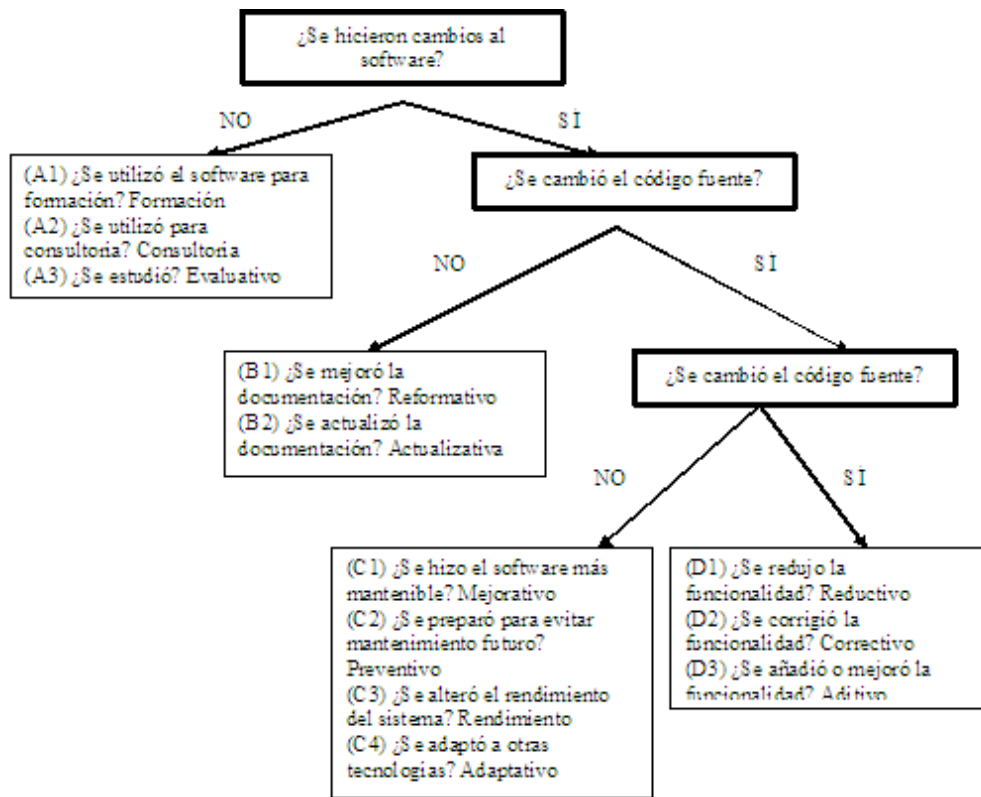 ¿Se hicieron cambios al
software?
NO
SÍ
(A1) ¿Se utilizó el software para
formación? Formación
(A2) ¿Se utilizó para
consultoria? Consultoria
(A3) ¿Se estudió? Evaluativo
¿Se cambió el código fuente?
NO
SÍ
(B1) ¿Se mejoró la
documentación? Reformativo
(B2) ¿Se actualizó la
documentación? Actualizativa
¿Se cambió el código fuente?
NO
SÍ
(C1) ¿Se hizo el software más
mantenible? Mejorativo
(C2) ¿Se preparó para evitar
mantenimiento futuro?
Preventivo
(C3) ¿Se alteró el rendimiento
del sistema? Rendimiento
(C4) ¿Se adaptó a otras
tecnologías? Adaptativo
(D1) ¿Se redujo la
funcionalidad? Reductivo
(D2) ¿Se corrigió la
funcionalidad? Correctivo
(D3) ¿Se añadió o mejoró la
funcionalidad? Aditivo